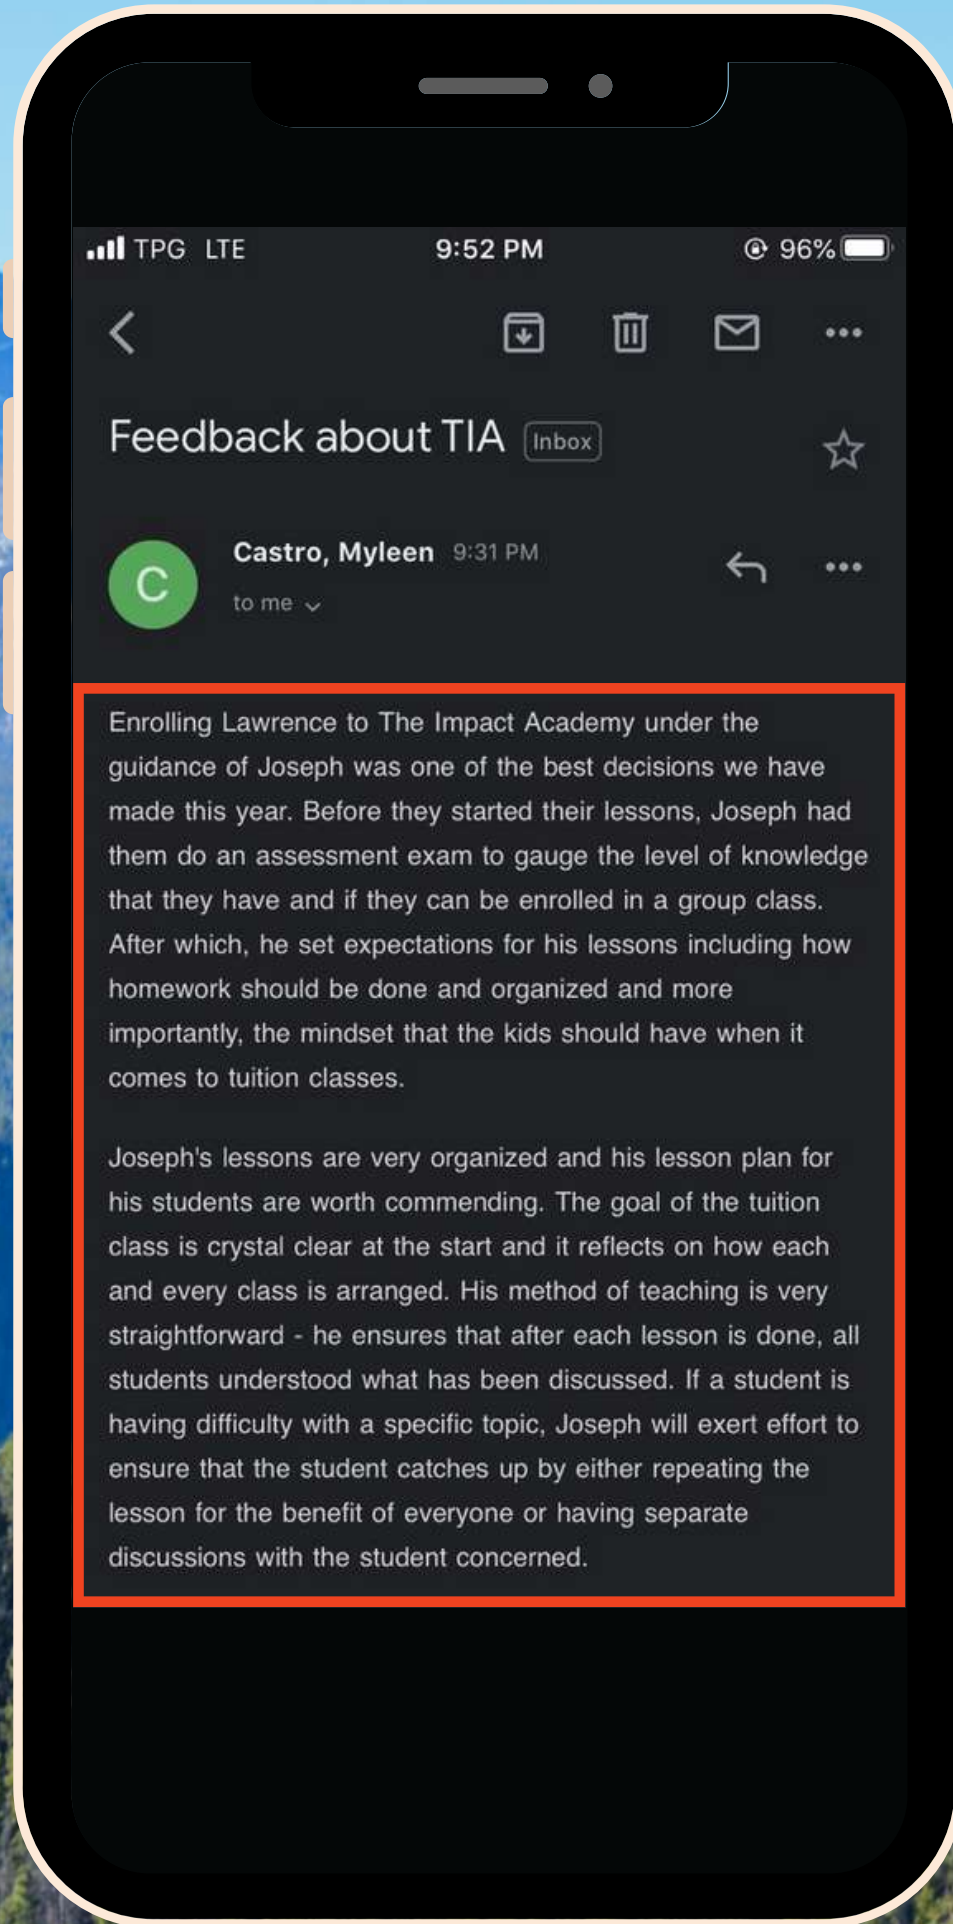 TPG LTE 9:52 PM 96%
Feedback about TIA Inbox
C
Castro, Myleen 9:31 PM
to me
Enrolling Lawrence to The Impact Academy under the
guidance of Joseph was one of the best decisions we have
made this year. Before they started their lessons, Joseph had
them do an assessment exam to gauge the level of knowledge
that they have and if they can be enrolled in a group class.
After which, he set expectations for his lessons including how
homework should be done and organized and more
importantly, the mindset that the kids should have when it
comes to tuition classes.
Joseph's lessons are very organized and his lesson plan for
his students are worth commending. The goal of the tuition
class is crystal clear at the start and it reflects on how each
and every class is arranged. His method of teaching is very
straightforward - he ensures that after each lesson is done, all
students understood what has been discussed. If a student is
having difficulty with a specific topic, Joseph will exert effort to
ensure that the student catches up by either repeating the
lesson for the benefit of everyone or having separate
discussions with the student concerned.